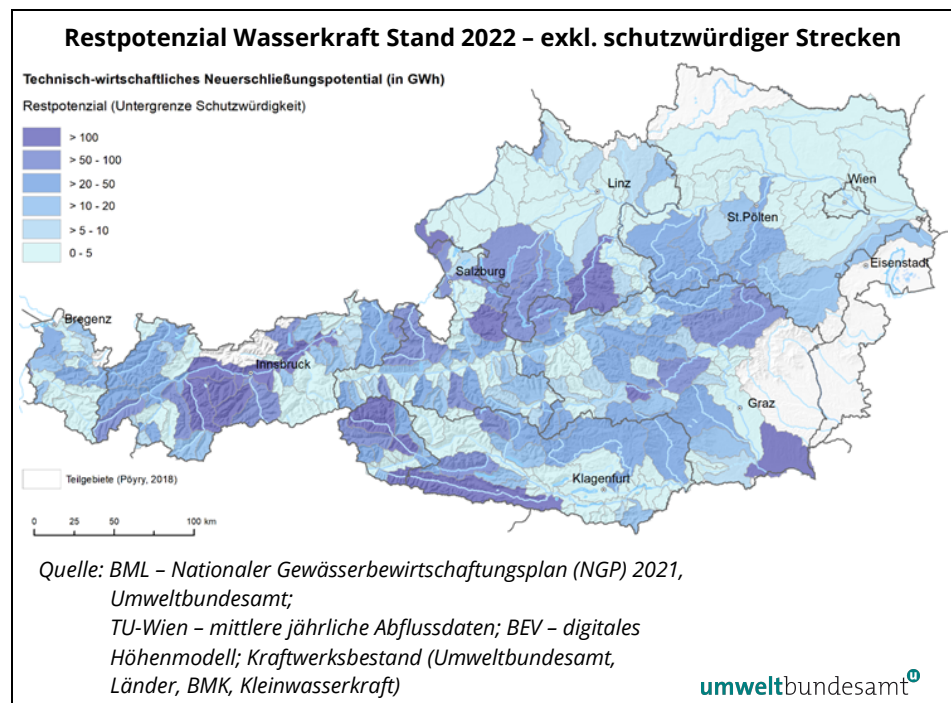 Restpotenzial Wasserkraft Stand 2022 – exkl. schutzwürdiger Strecken
Technisch-wirtschaftliches Neuerschließungspotential (in GWh)
Restpotenzial (Untergrenze Schutzwürdigkeit)
> 100
> 50 - 100
> 20 - 50
> 10 - 20
> 5 - 10
0 - 5
Linz
Wien
St.Pölten
Salzburg
Eisenstadt
Bregenz
Innsbruck
Graz
Klagenfurt
Teilgebiete (Pöyry, 2018)
0 25 50 100 km
Quelle: BML – Nationaler Gewässerbewirtschaftungsplan (NGP) 2021,
Umweltbundesamt;
TU-Wien – mittlere jährliche Abflussdaten; BEV – digitales
Höhenmodell; Kraftwerksbestand (Umweltbundesamt,
Länder, BMK, Kleinwasserkraft)
umweltbundesamt u